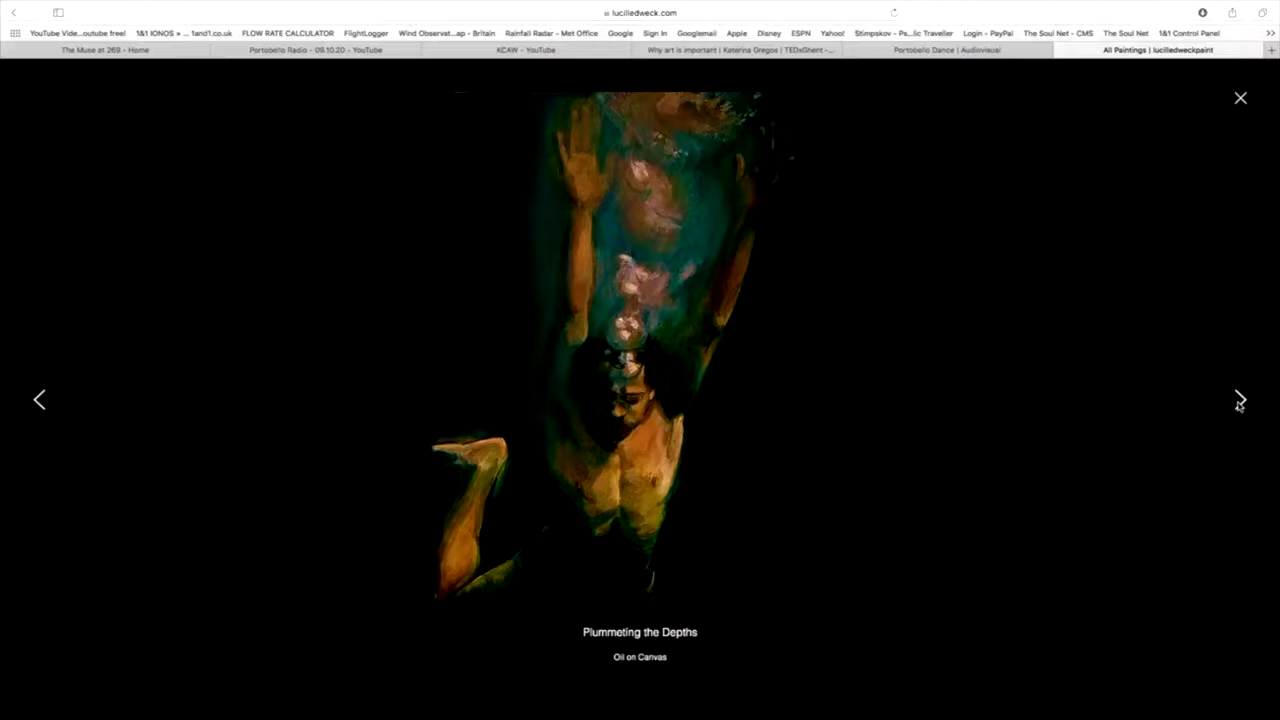 lucilledweck.com
YouTube Vide...outube free! 1&1 IONOS » ... 1and1.co.uk FLOW RATE CALCULATOR FlightLogger Wind Observat...ap - Britain Rainfall Radar - Met Office Google Sign In Googlemail Apple Disney Yahoo! ESPN Stimpskov - Ps...lic Traveller Login - PayPal The Soul Net - CMS The Soul Net 1&1 Control Panel
The Muse at 269 - Home Portobello Radio - 09.10.20 - YouTube KCAW - YouTube Why art is important | Katerina Gregos | TEDxGhent -... Portobello Dance | Audiovisual All Paintings | lucilledweckpaint
Plummeting the Depths
Oil on Canvas